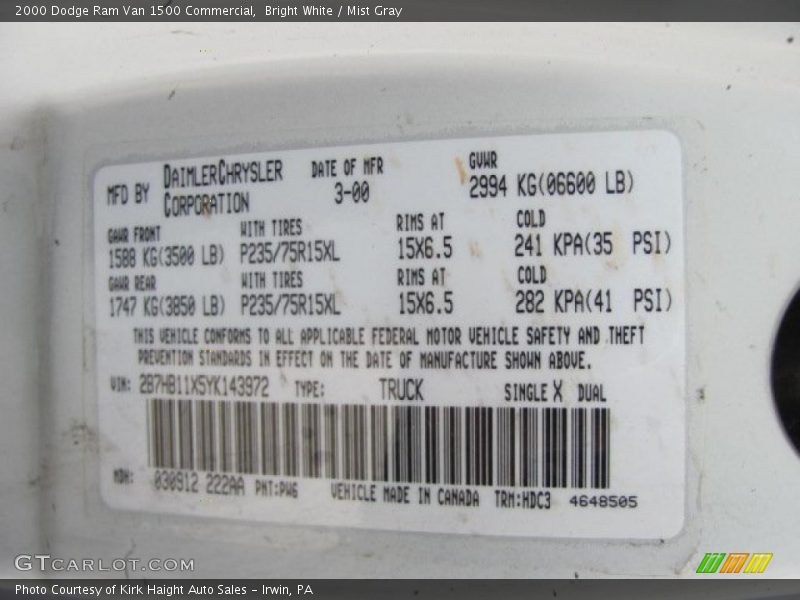 2000 Dodge Ram Van 1500 Commercial, Bright White / Mist Gray
MFD BY DAIMLERCHRYSLER CORPORATION
DATE OF MFR 3-00
GVWR 2994 KG(06600 LB)
GAWR FRONT WITH TIRES RIMS AT COLD
1588 KG(3500 LB) P235/75R15XL 15X6.5 241 KPA(35 PSI)
GAWR REAR WITH TIRES RIMS AT COLD
1747 KG(3850 LB) P235/75R15XL 15X6.5 282 KPA(41 PSI)
THIS VEHICLE CONFORMS TO ALL APPLICABLE FEDERAL MOTOR VEHICLE SAFETY AND THEFT
PREVENTION STANDARDS IN EFFECT ON THE DATE OF MANUFACTURE SHOWN ABOVE.
VIN: 2B7HB11X5YK143972 TYPE: TRUCK SINGLE X DUAL
MDH: 030912 222AA PNT:PW6 VEHICLE MADE IN CANADA TRM:HDC3 4648505
GTCARLOT.COM
Photo Courtesy of Kirk Haight Auto Sales – Irwin, PA